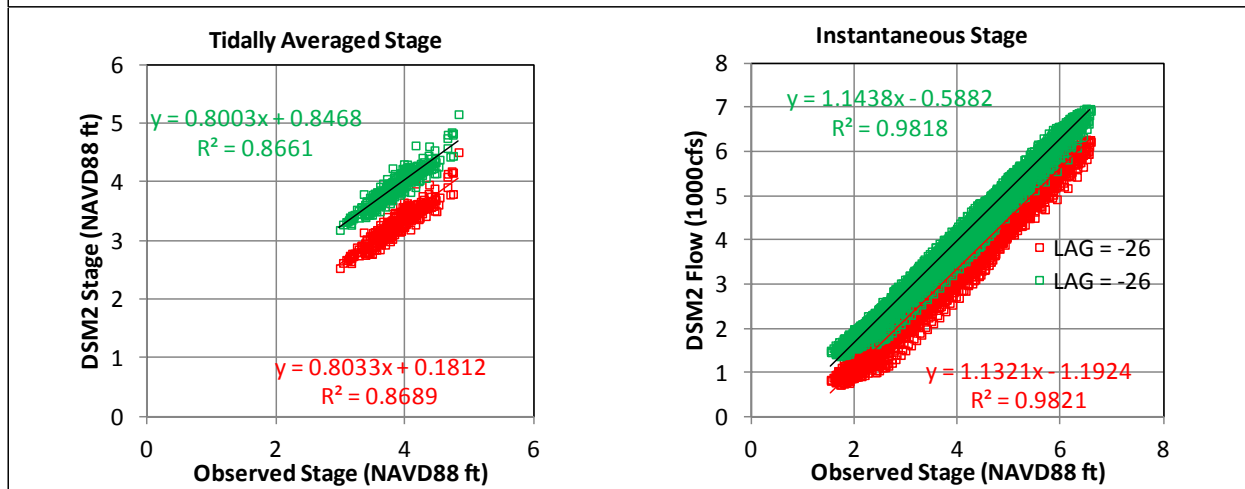 Tidally Averaged Stage
6
5
4
3
2
1
0
0
2
4
6
DSM2 Stage (NAVD88 ft)
Observed Stage (NAVD88 ft)
y = 0.8003x + 0.8468
R² = 0.8661
y = 0.8033x + 0.1812
R² = 0.8689
Instantaneous Stage
8
7
6
5
4
3
2
1
0
0
2
4
6
8
DSM2 Flow (1000cfs)
Observed Stage (NAVD88 ft)
y = 1.1438x - 0.5882
R² = 0.9818
LAG = -26
LAG = -26
y = 1.1321x - 1.1924
R² = 0.9821